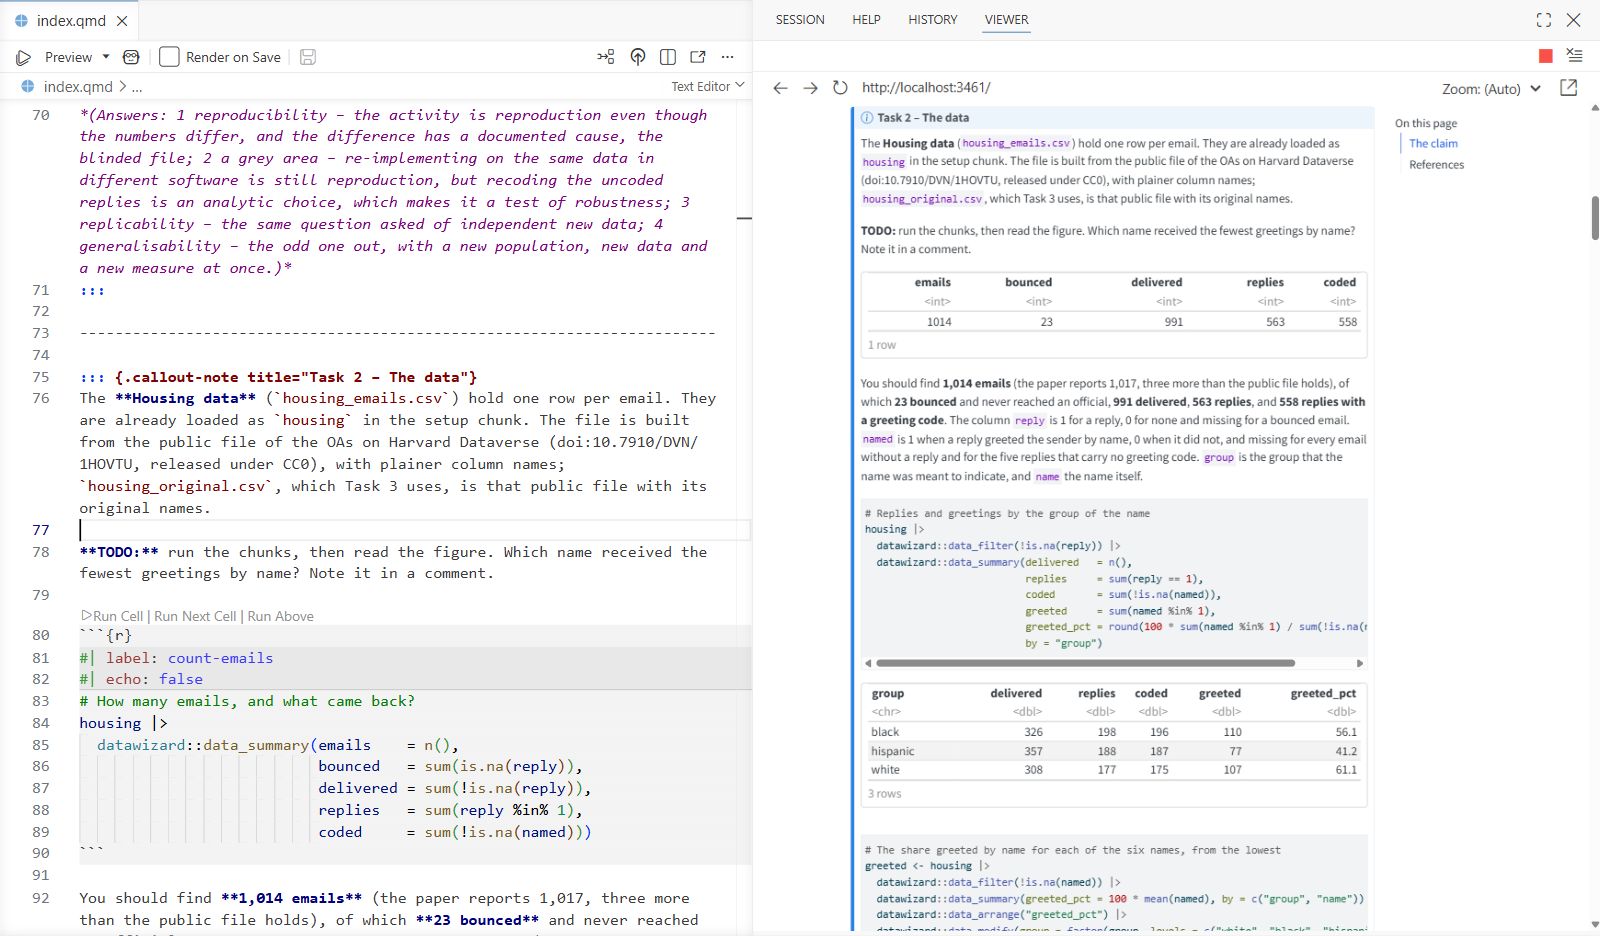 index.qmd
Preview
Render on Save
index.qmd > ...
Text Editor
70 *(Answers: 1 reproducibility – the activity is reproduction even though
the numbers differ, and the difference has a documented cause, the
blinded file; 2 a grey area – re-implementing on the same data in
different software is still reproduction, but recoding the uncoded
replies is an analytic choice, which makes it a test of robustness; 3
replicability – the same question asked of independent new data; 4
generalisability – the odd one out, with a new population, new data and
a new measure at once.)*
71 :::
72
73 ------------------------------------------------------------------------
74
75 ::: {.callout-note title="Task 2 – The data"}
76 The **Housing data** (`housing_emails.csv`) hold one row per email. They
are already loaded as `housing` in the setup chunk. The file is built
from the public file of the OAs on Harvard Dataverse (doi:10.7910/DVN/
1HOVTU, released under CC0), with plainer column names;
`housing_original.csv`, which Task 3 uses, is that public file with its
original names.
77
78 **TODO:** run the chunks, then read the figure. Which name received the
fewest greetings by name? Note it in a comment.
79
Run Cell | Run Next Cell | Run Above
80 ```{r}
81 #| label: count-emails
82 #| echo: false
83 # How many emails, and what came back?
84 housing |>
85 datawizard::data_summary(emails = n(),
86 bounced = sum(is.na(reply)),
87 delivered = sum(!is.na(reply)),
88 replies = sum(reply %in% 1),
89 coded = sum(!is.na(named)))
90 ```
91
92 You should find **1,014 emails** (the paper reports 1,017, three more
than the public file holds), of which **23 bounced** and never reached
SESSION HELP HISTORY VIEWER
http://localhost:3461/
Zoom: (Auto)
Task 2 – The data
The Housing data (housing_emails.csv) hold one row per email. They are already loaded as
housing in the setup chunk. The file is built from the public file of the OAs on Harvard Dataverse
(doi:10.7910/DVN/1HOVTU, released under CC0), with plainer column names;
housing_original.csv, which Task 3 uses, is that public file with its original names.
TODO: run the chunks, then read the figure. Which name received the fewest greetings by name?
Note it in a comment.
emails bounced delivered replies coded
<int> <int> <int> <int> <int>
1014 23 991 563 558
1 row
You should find 1,014 emails (the paper reports 1,017, three more than the public file holds), of
which 23 bounced and never reached an official, 991 delivered, 563 replies, and 558 replies with
a greeting code. The column reply is 1 for a reply, 0 for none and missing for a bounced email.
named is 1 when a reply greeted the sender by name, 0 when it did not, and missing for every email
without a reply and for the five replies that carry no greeting code. group is the group that the
name was meant to indicate, and name the name itself.
# Replies and greetings by the group of the name
housing |>
datawizard::data_filter(!is.na(reply)) |>
datawizard::data_summary(delivered = n(),
replies = sum(reply == 1),
coded = sum(!is.na(named)),
greeted = sum(named %in% 1),
greeted_pct = round(100 * sum(named %in% 1) / sum(!is.na(
by = "group")
group delivered replies coded greeted greeted_pct
<chr> <dbl> <dbl> <dbl> <dbl> <dbl>
black 326 198 196 110 56.1
hispanic 357 188 187 77 41.2
white 308 177 175 107 61.1
3 rows
# The share greeted by name for each of the six names, from the lowest
greeted <- housing |>
datawizard::data_filter(!is.na(named)) |>
datawizard::data_summary(greeted_pct = 100 * mean(named), by = c("group", "name"))
datawizard::data_arrange("greeted_pct") |>
On this page
The claim
References